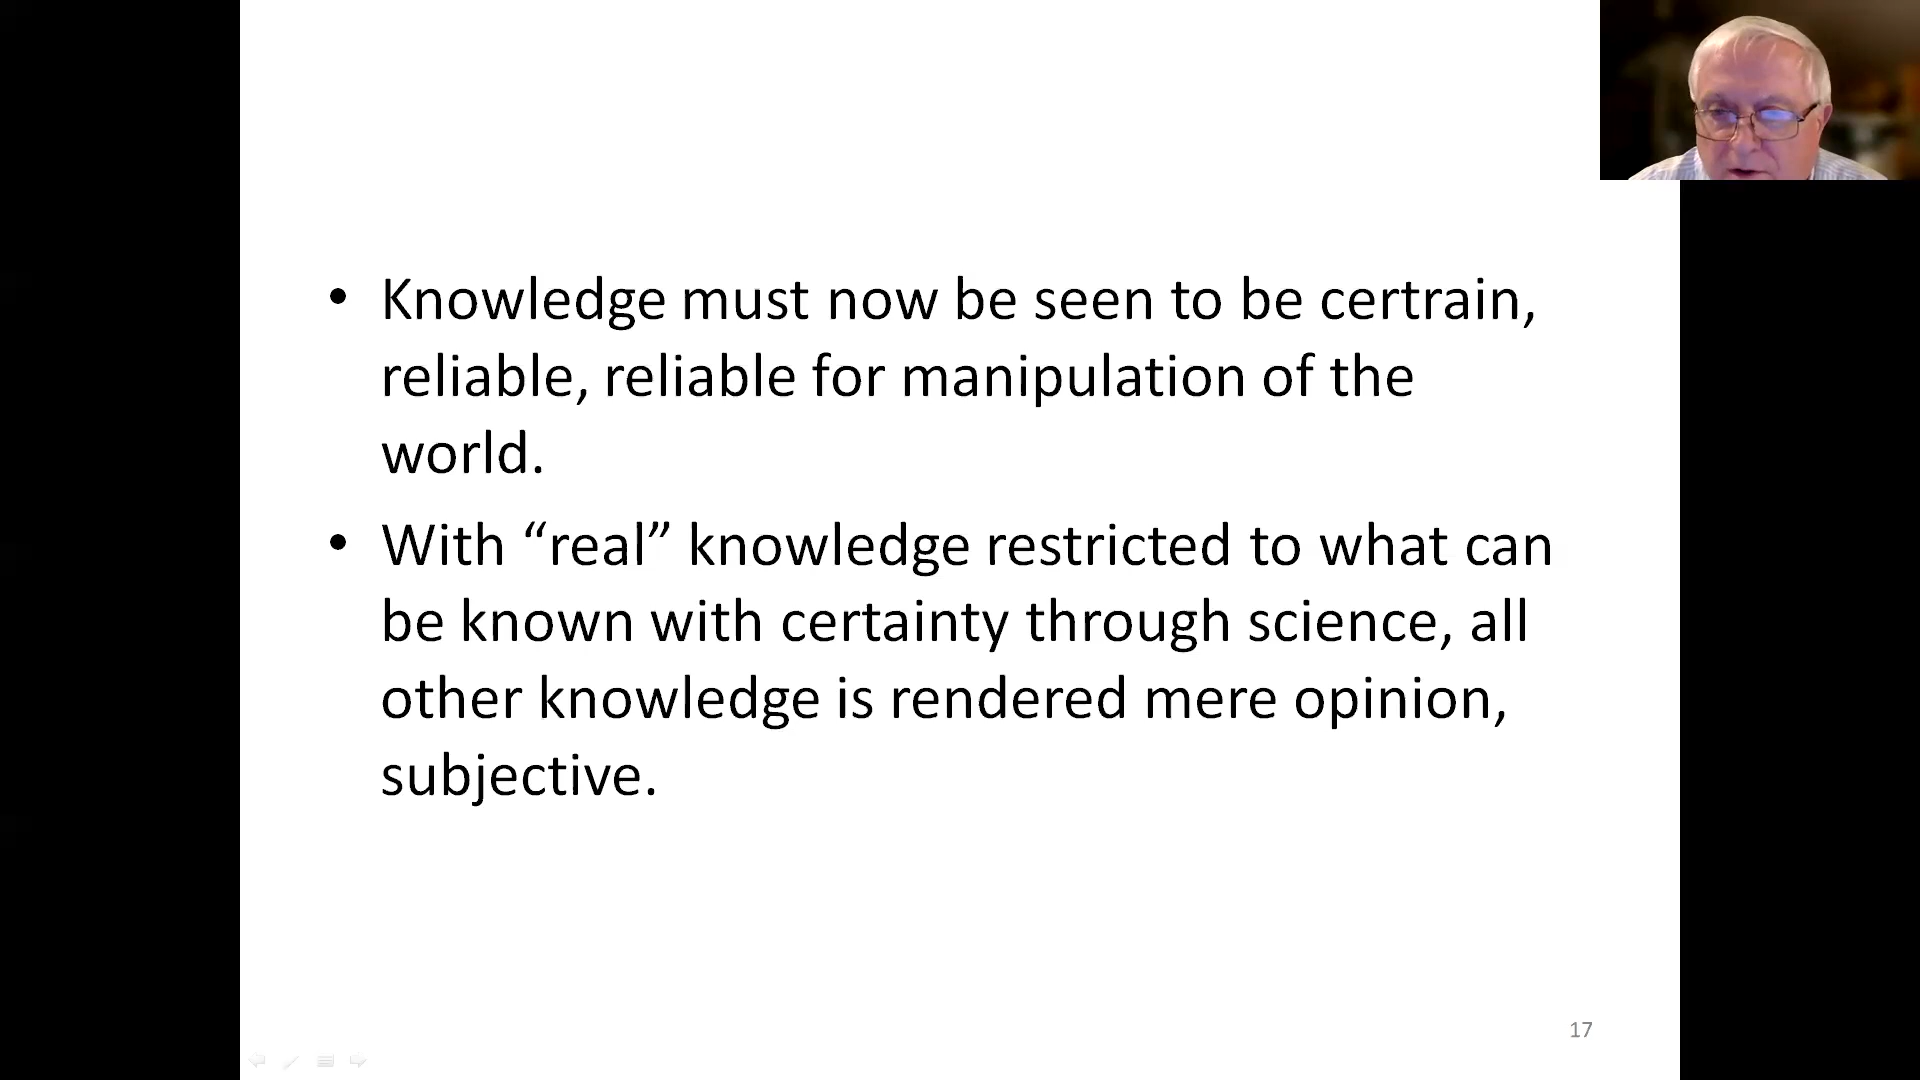 • Knowledge must now be seen to be certrain,
reliable, reliable for manipulation of the
world.
• With “real” knowledge restricted to what can
be known with certainty through science, all
other knowledge is rendered mere opinion,
subjective.
17